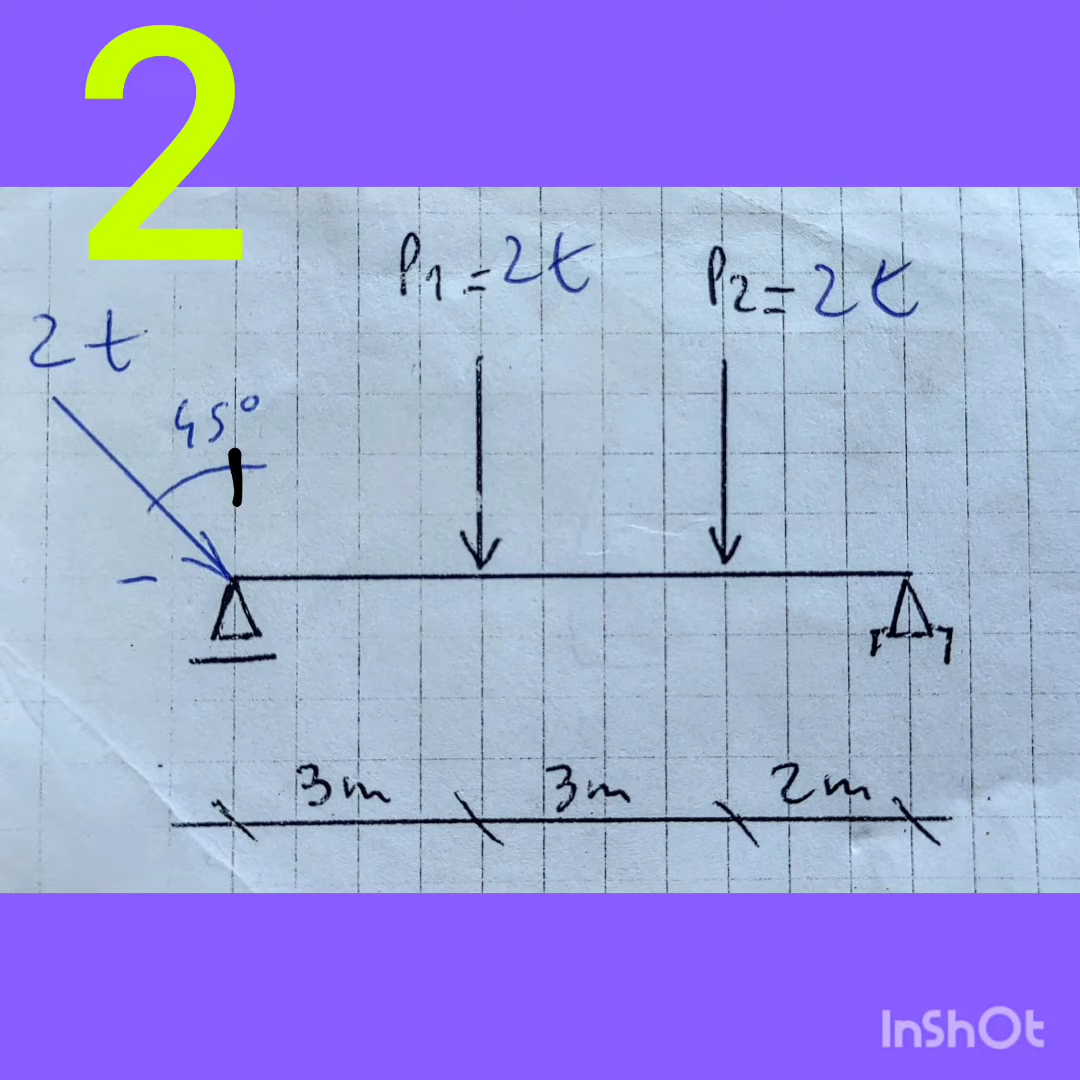 2
P1 = 2t
P2 = 2t
2t
45°
3m
3m
2m
InShOt